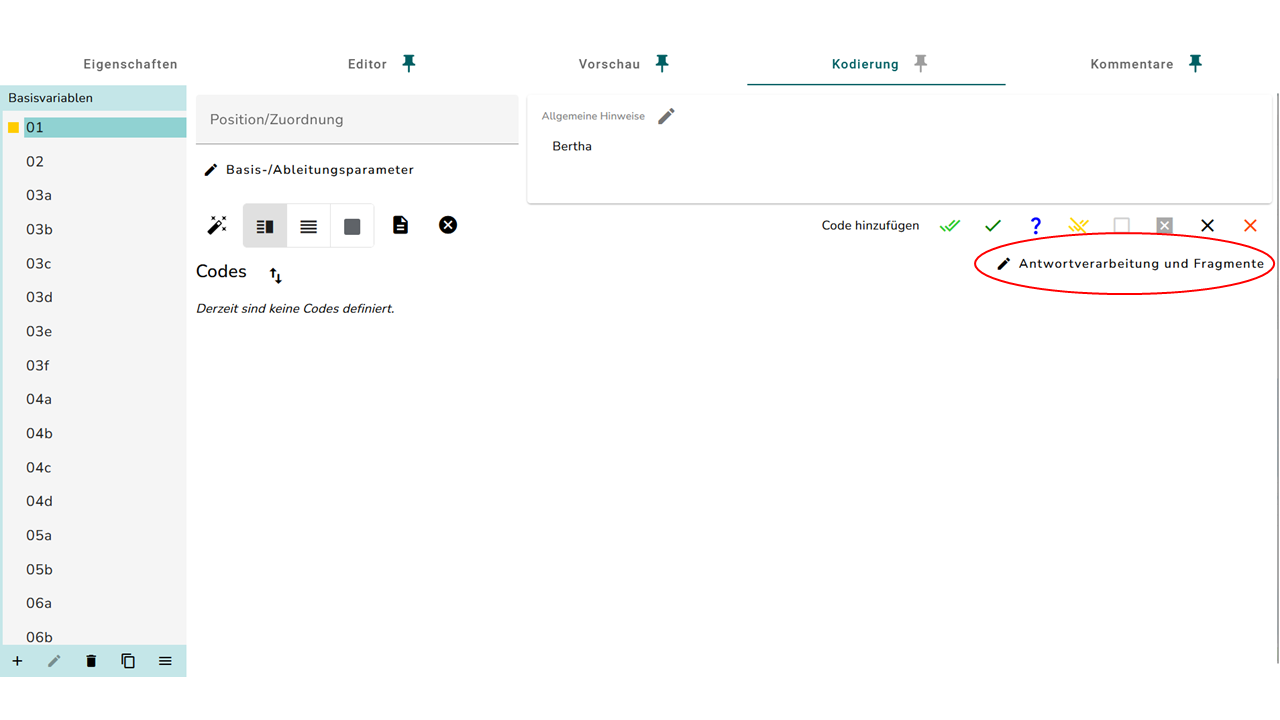 Eigenschaften
Editor
Vorschau
Kodierung
Kommentare
Basisvariablen
01
02
03a
03b
03c
03d
03e
03f
04a
04b
04c
04d
05a
05b
06a
06b
Position/Zuordnung
Basis-/Ableitungsparameter
Allgemeine Hinweise
Bertha
Code hinzufügen ?
Antwortverarbeitung und Fragmente
Codes
Derzeit sind keine Codes definiert.